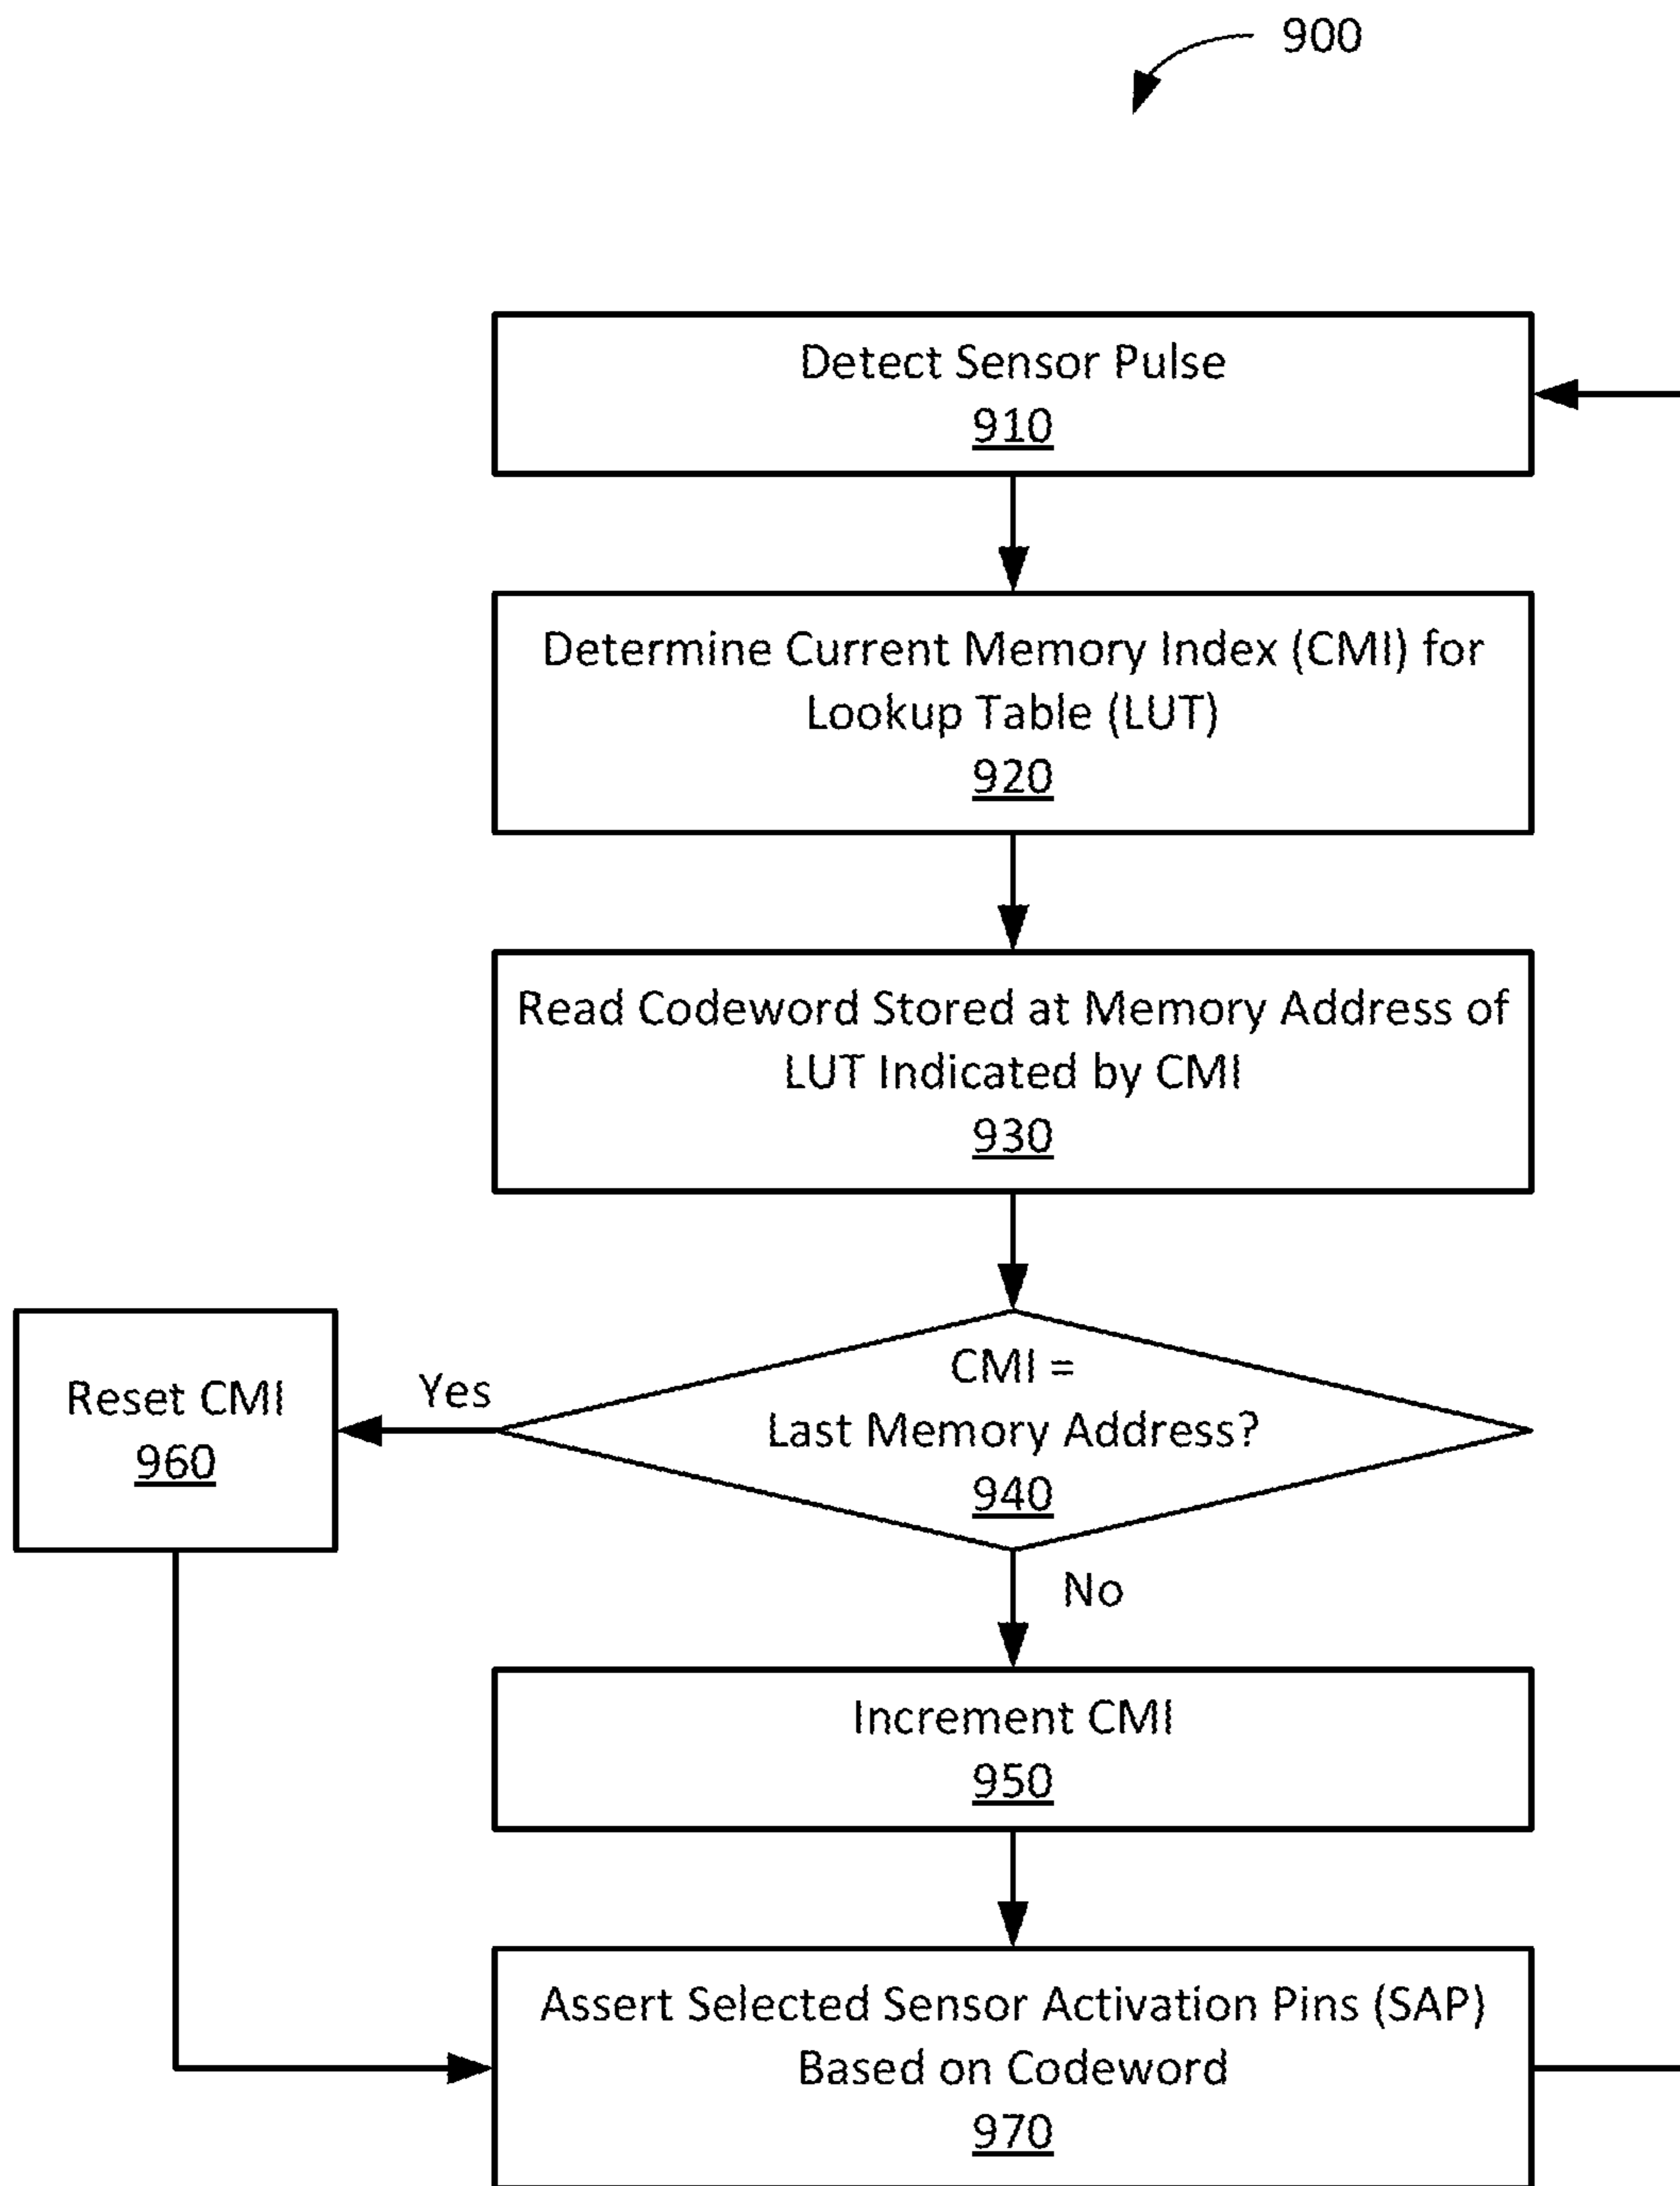 900
Detect Sensor Pulse
910
Determine Current Memory Index (CMI) for
Lookup Table (LUT)
920
Read Codeword Stored at Memory Address of
LUT Indicated by CMI
930
CMI =
Last Memory Address?
940
Yes
Reset CMI
960
No
Increment CMI
950
Assert Selected Sensor Activation Pins (SAP)
Based on Codeword
970